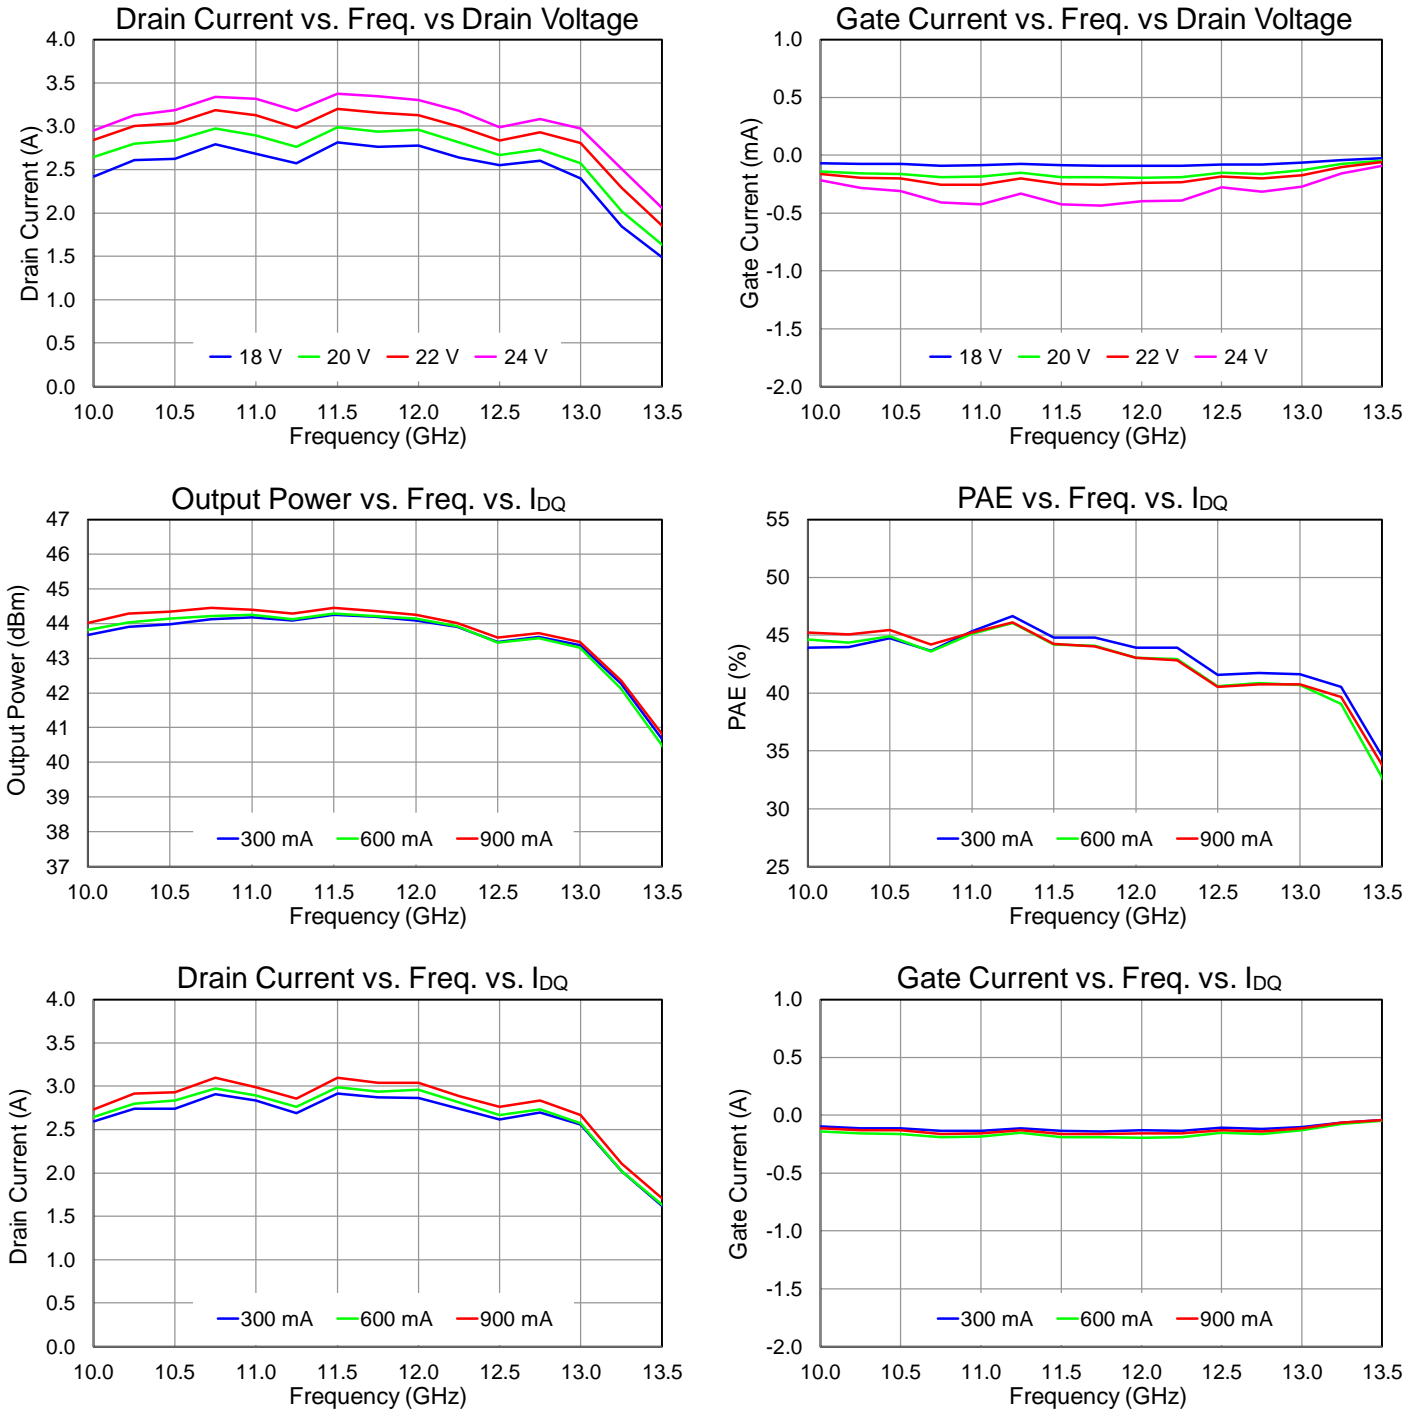 Drain Current vs. Freq. vs Drain Voltage
4.0
3.5
3.0
2.5
2.0
1.5
1.0
0.5
0.0
Drain Current (A)
18 V 20 V 22 V 24 V
10.0 10.5 11.0 11.5 12.0 12.5 13.0 13.5
Frequency (GHz)
Gate Current vs. Freq. vs Drain Voltage
1.0
0.5
0.0
-0.5
-1.0
-1.5
-2.0
Gate Current (mA)
18 V 20 V 22 V 24 V
10.0 10.5 11.0 11.5 12.0 12.5 13.0 13.5
Frequency (GHz)
Output Power vs. Freq. vs. IDQ
47
46
45
44
43
42
41
40
39
38
37
Output Power (dBm)
300 mA 600 mA 900 mA
10.0 10.5 11.0 11.5 12.0 12.5 13.0 13.5
Frequency (GHz)
PAE vs. Freq. vs. IDQ
55
50
45
40
35
30
25
PAE (%)
300 mA 600 mA 900 mA
10.0 10.5 11.0 11.5 12.0 12.5 13.0 13.5
Frequency (GHz)
Drain Current vs. Freq. vs. IDQ
4.0
3.5
3.0
2.5
2.0
1.5
1.0
0.5
0.0
Drain Current (A)
300 mA 600 mA 900 mA
10.0 10.5 11.0 11.5 12.0 12.5 13.0 13.5
Frequency (GHz)
Gate Current vs. Freq. vs. IDQ
1.0
0.5
0.0
-0.5
-1.0
-1.5
-2.0
Gate Current (A)
300 mA 600 mA 900 mA
10.0 10.5 11.0 11.5 12.0 12.5 13.0 13.5
Frequency (GHz)